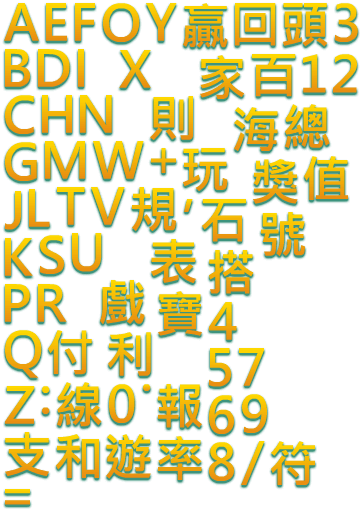 AEFOY贏回頭3
BDI X 家百12
CHN 則海總
GMW+玩獎值
JLTV規,石號
KSU 表搭
PR 戲寶4
Q付利57
Z:線0˙報69
支和遊率8/符
=